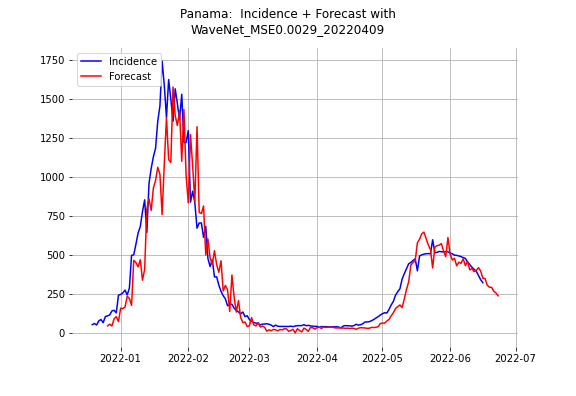 Panama:  Incidence + Forecast with
WaveNet_MSE0.0029_20220409
Incidence
Forecast
1750
1500
1250
1000
750
500
250
0
2022-01 2022-02 2022-03 2022-04 2022-05 2022-06 2022-07